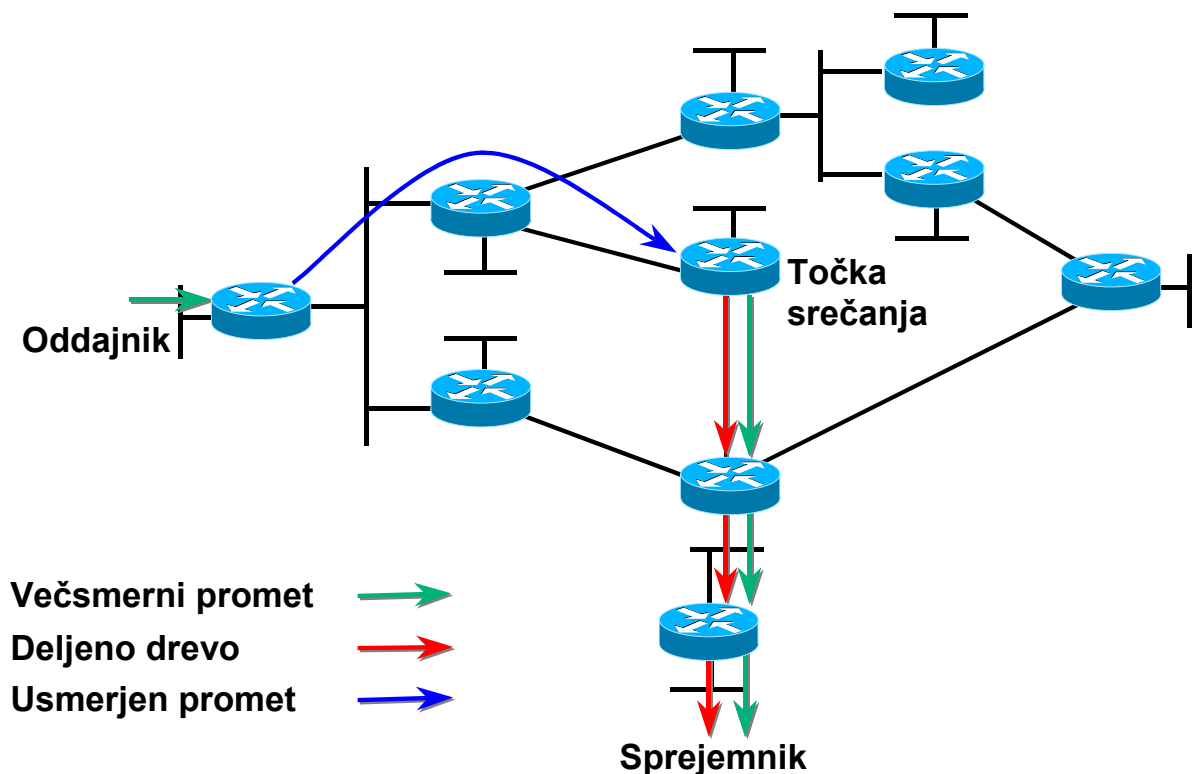 Točka
srečanja
Oddajnik
Večsmerni promet
Deljeno drevo
Usmerjen promet
Sprejemnik